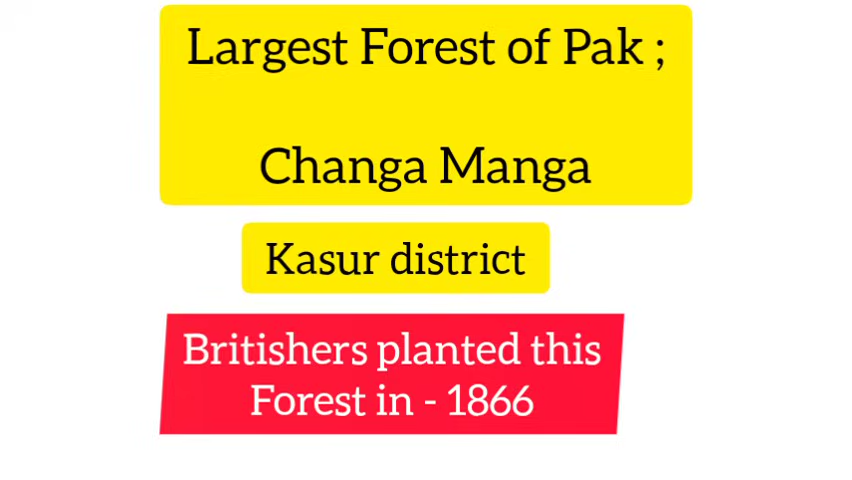 Largest Forest of Pak ;
Changa Manga
Kasur district
Britishers planted this
Forest in - 1866